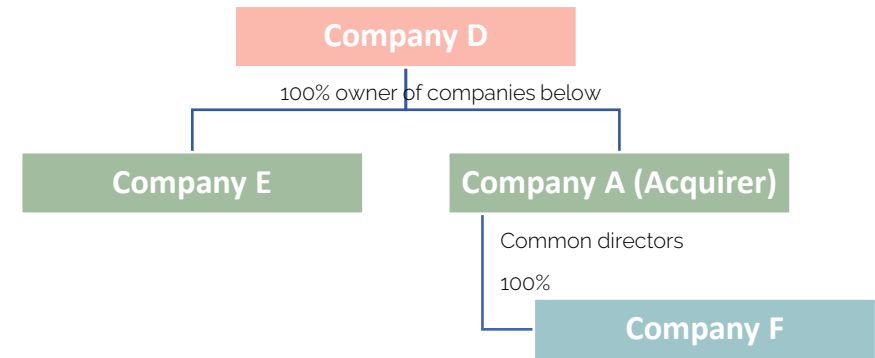 Company D
100% owner of companies below
Company E
Company A (Acquirer)
Common directors
100%
Company F